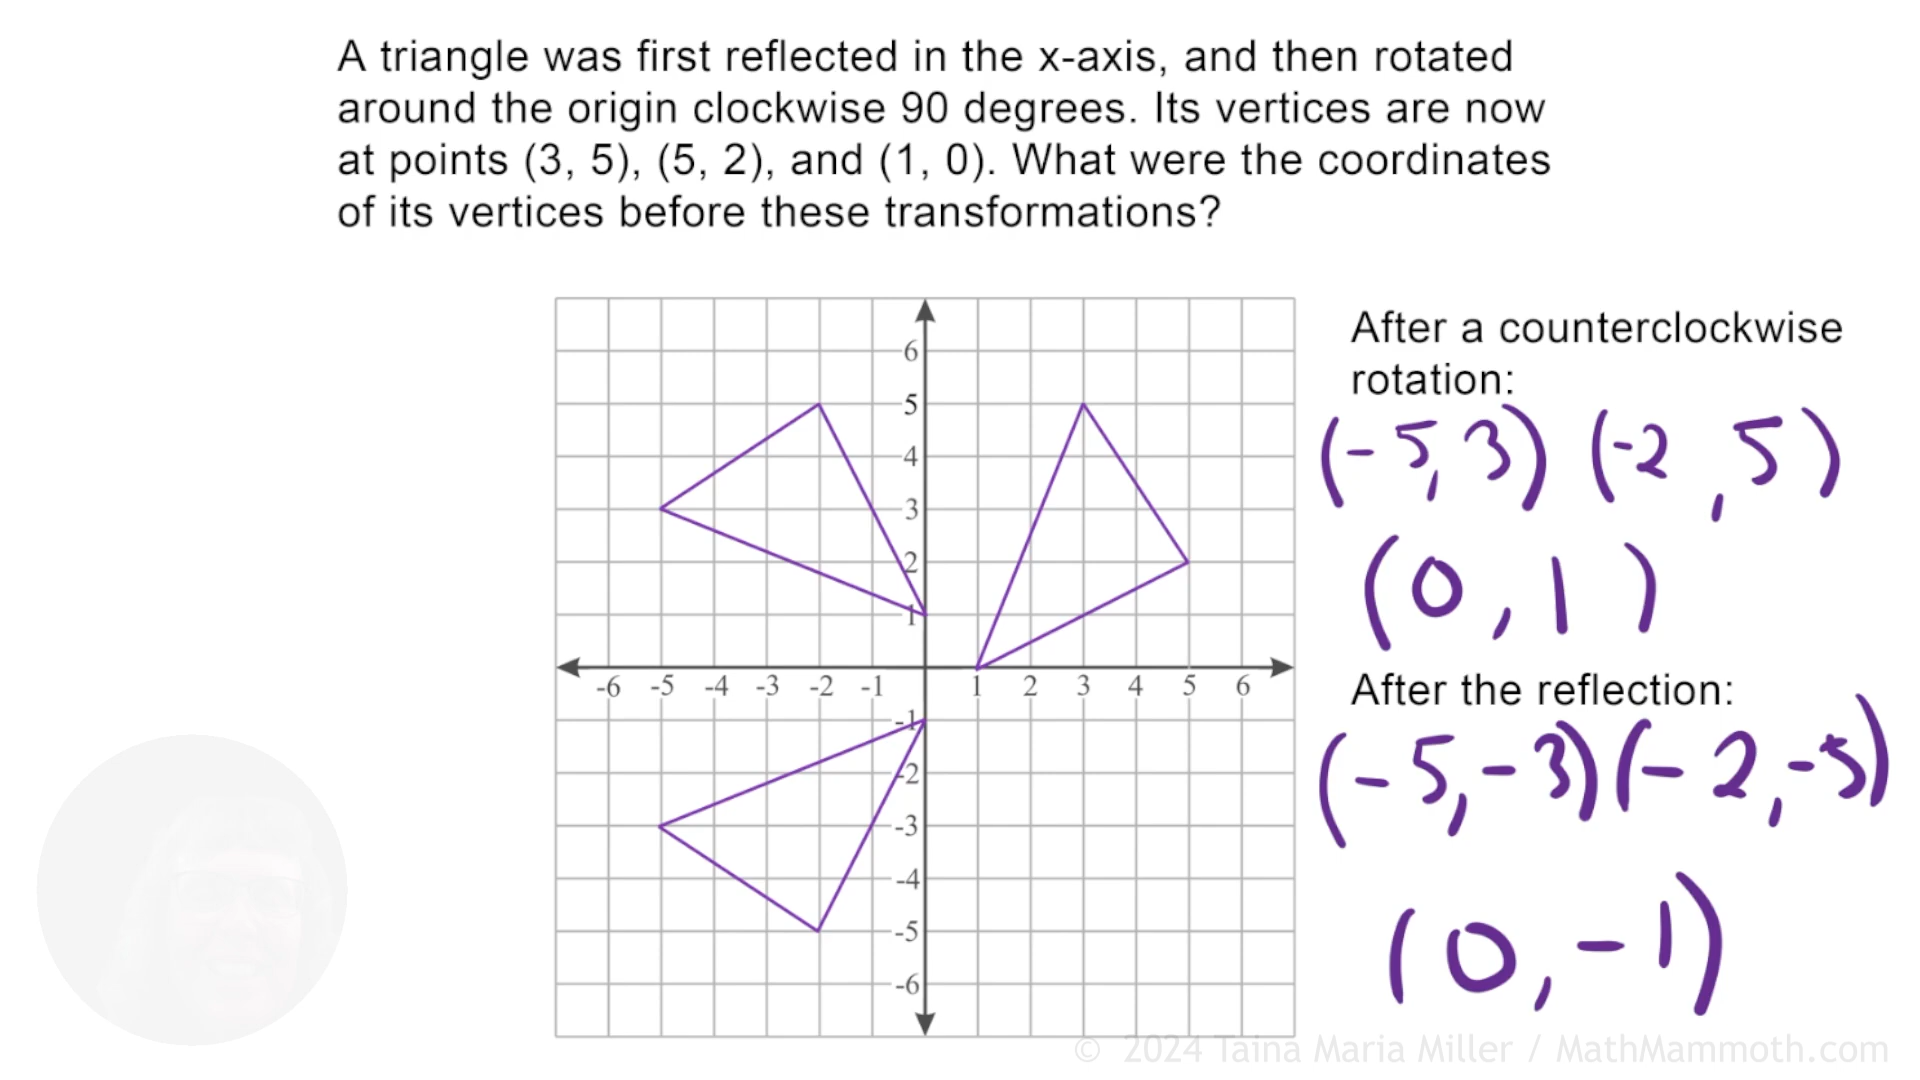 A triangle was first reflected in the x-axis, and then rotated
around the origin clockwise 90 degrees. Its vertices are now
at points (3, 5), (5, 2), and (1, 0). What were the coordinates
of its vertices before these transformations?
After a counterclockwise
rotation:
(-5,3) (-2,5)
(0,1)
After the reflection:
(-5,-3)(-2,-5)
(0,-1)
6
5
4
3
2
1
-6 -5 -4 -3 -2 -1 1 2 3 4 5 6
-1
-2
-3
-4
-5
-6
© 2024 Taina Maria Miller / MathMammoth.com